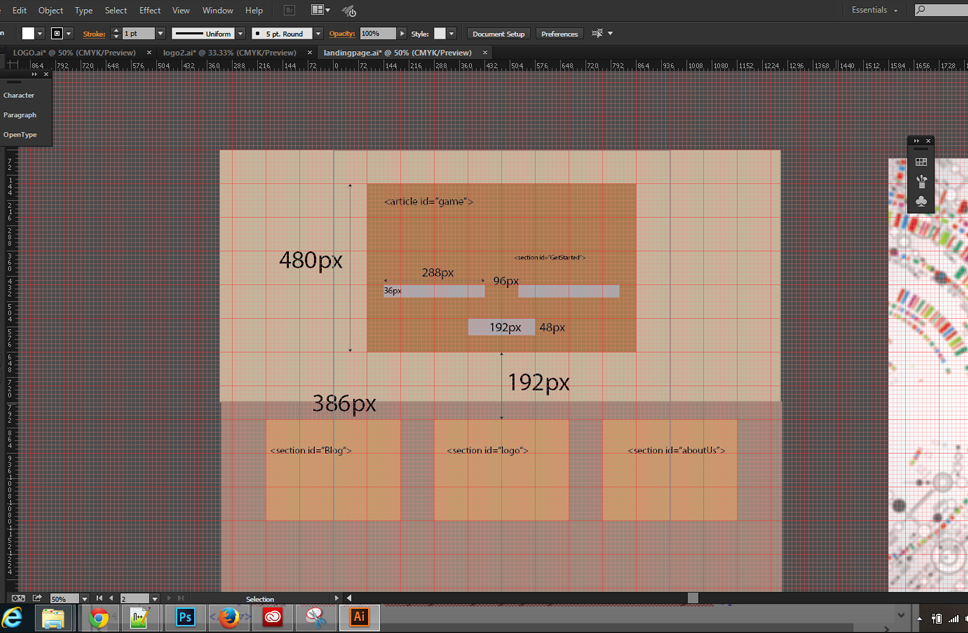 Edit Object Type Select Effect View Window Help Br Essentials
Stroke: 1 pt Uniform 5 pt. Round Opacity: 100% Style: Document Setup Preferences
LOGO.ai* @ 50% (CMYK/Preview) × logo2.ai* @ 33.33% (CMYK/Preview) × landingpage.ai* @ 50% (CMYK/Preview) ×
864 792 720 648 576 504 432 360 288 216 144 72 0 72 144 216 288 360 432 504 576 648 720 792 864 936 1008 1080 1152 1224 1296 1368 1440 1512 1584 1656 1728
Character
Paragraph
OpenType
<article id="game">
480px
<section id="GetStarted">
288px
96px
36px
192px 48px
192px
386px
<section id="Blog"> <section id="logo"> <section id="aboutUs">
50% 2 Selection
Ps Ai